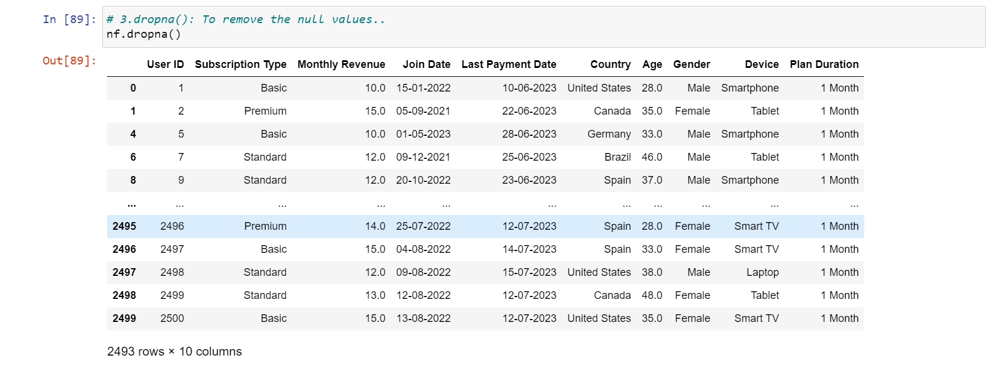 In [89]: # 3.dropna(): To remove the null values..
nf.dropna()
Out[89]:
User ID Subscription Type Monthly Revenue Join Date Last Payment Date Country Age Gender Device Plan Duration
0 1 Basic 10.0 15-01-2022 10-06-2023 United States 28.0 Male Smartphone 1 Month
1 2 Premium 15.0 05-09-2021 22-06-2023 Canada 35.0 Female Tablet 1 Month
4 5 Basic 10.0 01-05-2023 28-06-2023 Germany 33.0 Male Smartphone 1 Month
6 7 Standard 12.0 09-12-2021 25-06-2023 Brazil 46.0 Male Tablet 1 Month
8 9 Standard 12.0 20-10-2022 23-06-2023 Spain 37.0 Male Smartphone 1 Month
... ... ... ... ... ... ... ... ... ... ...
2495 2496 Premium 14.0 25-07-2022 12-07-2023 Spain 28.0 Female Smart TV 1 Month
2496 2497 Basic 15.0 04-08-2022 14-07-2023 Spain 33.0 Female Smart TV 1 Month
2497 2498 Standard 12.0 09-08-2022 15-07-2023 United States 38.0 Male Laptop 1 Month
2498 2499 Standard 13.0 12-08-2022 12-07-2023 Canada 48.0 Female Tablet 1 Month
2499 2500 Basic 15.0 13-08-2022 12-07-2023 United States 35.0 Female Smart TV 1 Month
2493 rows × 10 columns